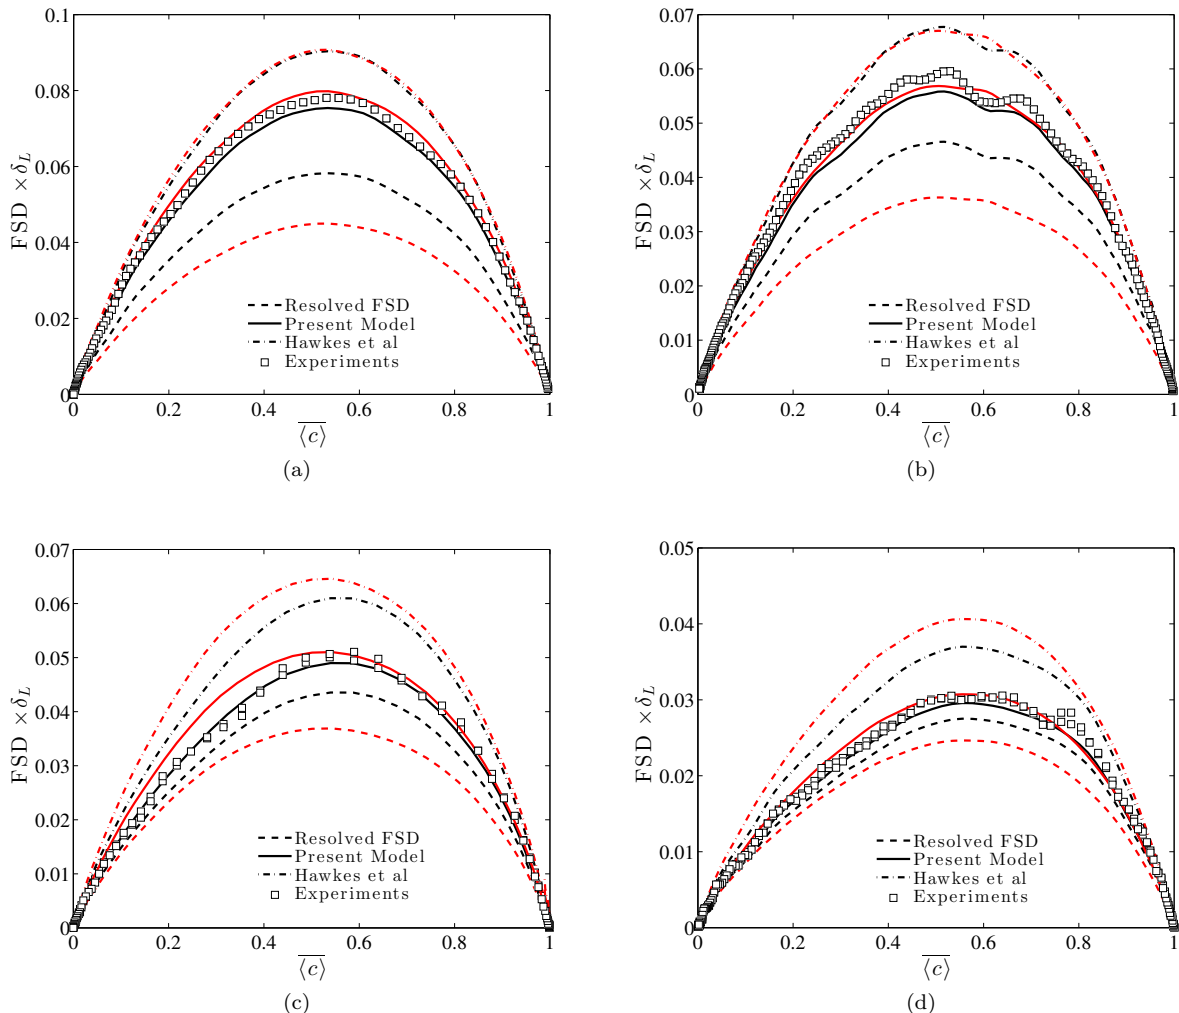 0.1
0.08
0.06
0.04
0.02
0
FSD × δ_L
Resolved FSD
Present Model
Hawkes et al
Experiments
0 0.2 0.4 0.6 0.8 1
⟨c⟩
(a)
0.07
0.06
0.05
0.04
0.03
0.02
0.01
0
FSD × δ_L
Resolved FSD
Present Model
Hawkes et al
Experiments
0 0.2 0.4 0.6 0.8 1
⟨c⟩
(b)
0.07
0.06
0.05
0.04
0.03
0.02
0.01
0
FSD × δ_L
Resolved FSD
Present Model
Hawkes et al
Experiments
0 0.2 0.4 0.6 0.8 1
⟨c⟩
(c)
0.05
0.04
0.03
0.02
0.01
0
FSD × δ_L
Resolved FSD
Present Model
Hawkes et al
Experiments
0 0.2 0.4 0.6 0.8 1
⟨c⟩
(d)